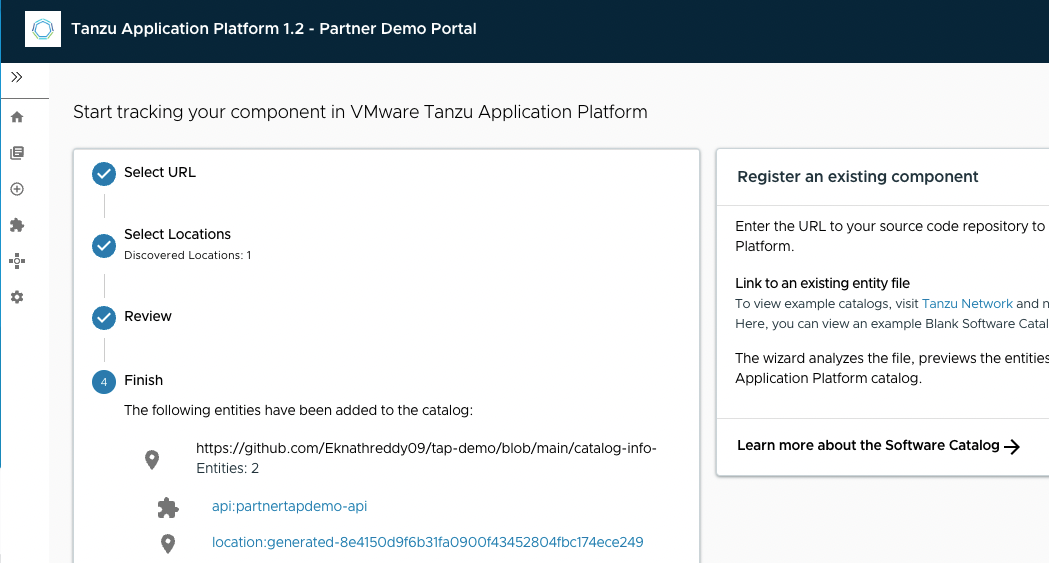 Tanzu Application Platform 1.2 - Partner Demo Portal
Start tracking your component in VMware Tanzu Application Platform
Select URL
Select Locations
Discovered Locations: 1
Review
4
Finish
The following entities have been added to the catalog:
https://github.com/Eknathreddy09/tap-demo/blob/main/catalog-info-
Entities: 2
api:partnertapdemo-api
location:generated-8e4150d9f6b31fa0900f43452804fbc174ece249
Register an existing component
Enter the URL to your source code repository to
Platform.
Link to an existing entity file
To view example catalogs, visit Tanzu Network and n
Here, you can view an example Blank Software Catal
The wizard analyzes the file, previews the entities
Application Platform catalog.
Learn more about the Software Catalog